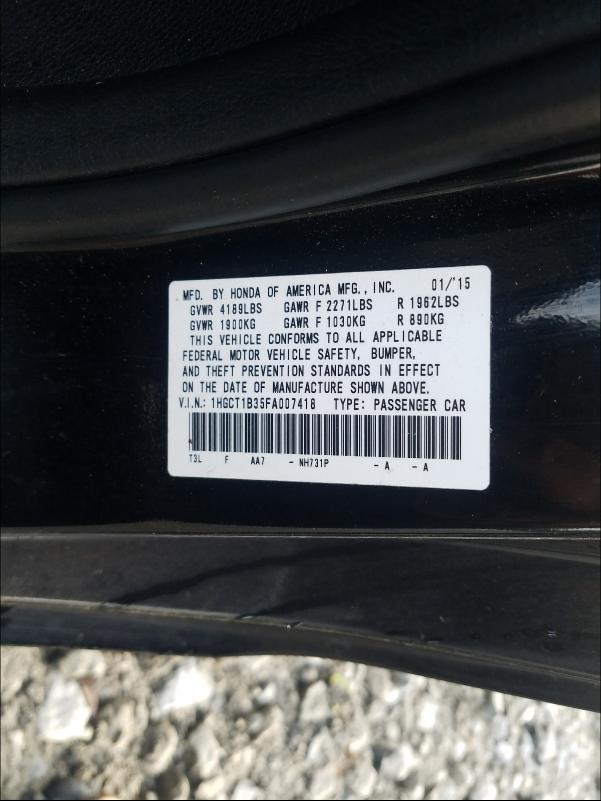 MFD. BY HONDA OF AMERICA MFG., INC. 01/'15
GVWR 4189LBS GAWR F 2271LBS R 1962LBS
GVWR 1900KG GAWR F 1030KG R 890KG
THIS VEHICLE CONFORMS TO ALL APPLICABLE
FEDERAL MOTOR VEHICLE SAFETY, BUMPER,
AND THEFT PREVENTION STANDARDS IN EFFECT
ON THE DATE OF MANUFACTURE SHOWN ABOVE.
V.I.N.: 1HGCT1B35FA007418 TYPE: PASSENGER CAR
T3L F AA7 - NH731P - A - A